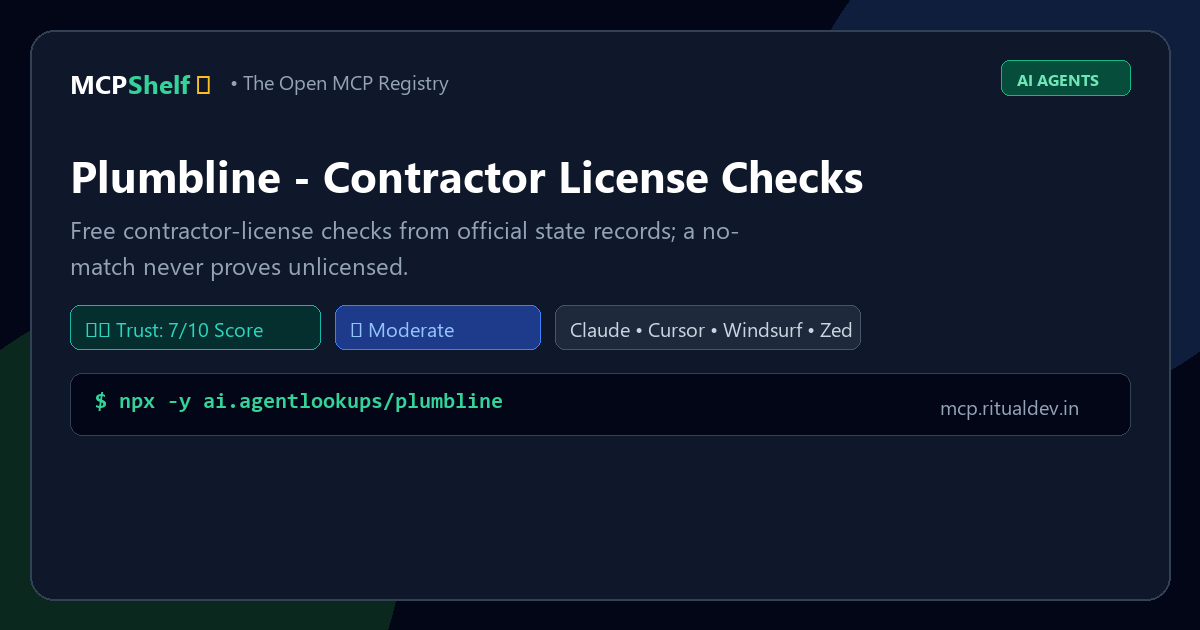 MCPShelf • The Open MCP Registry
AI AGENTS
Plumbline - Contractor License Checks
Free contractor-license checks from official state records; a no-
match never proves unlicensed.
Trust: 7/10 Score
Moderate
Claude • Cursor • Windsurf • Zed
$ npx -y ai.agentlookups/plumbline
mcp.ritualdev.in